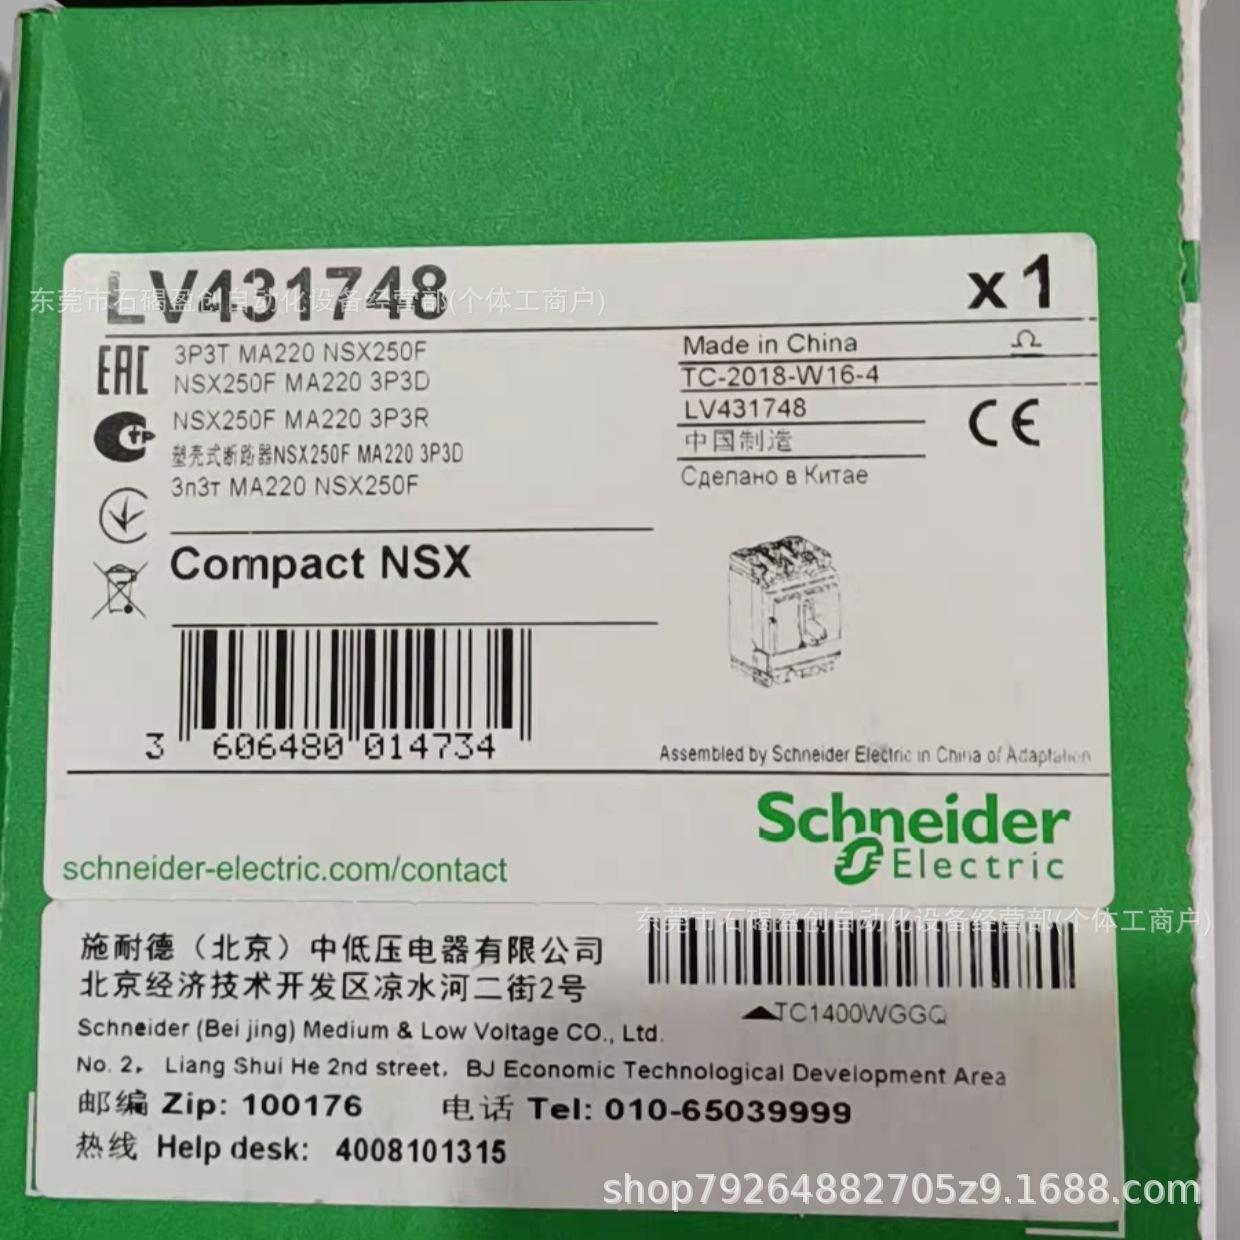 LV431748
x1
东莞市石碣盈创自动化设备经营部(个体工商户)
EAC
3P3T MA220 NSX250F
NSX250F MA220 3P3D
NSX250F MA220 3P3R
塑壳式断路器NSX250F MA220 3P3D
3п3т MA220 NSX250F
Made in China
TC-2018-W16-4
LV431748
中国制造
Сделано в Китае
CE
Compact NSX
3 606480 014734
Assembled by Schneider Electric in China of Adaptation
schneider-electric.com/contact
Schneider
Electric
东莞市石碣盈创自动化设备经营部(个体工商户)
施耐德（北京）中低压电器有限公司
北京经济技术开发区凉水河二街2号
TC1400WGGQ
Schneider (Bei jing) Medium & Low Voltage CO., Ltd.
No. 2, Liang Shui He 2nd street, BJ Economic Technological Development Area
邮编 Zip: 100176 电话 Tel: 010-65039999
热线 Help desk: 4008101315
shop79264882705z9.1688.com